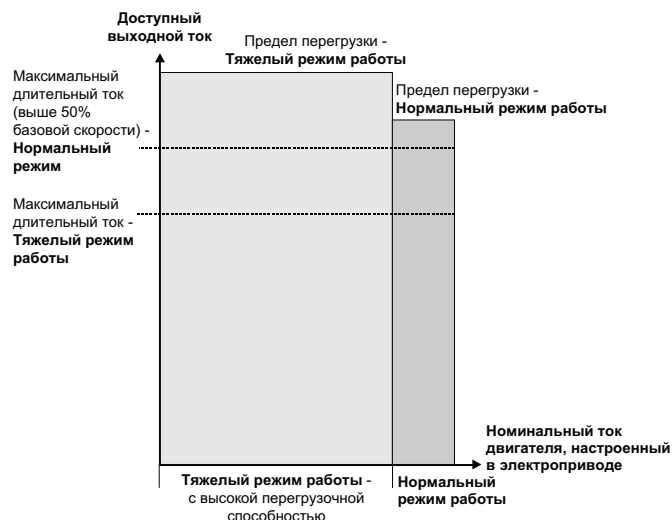 Доступный
выходной ток
Предел перегрузки -
Тяжелый режим работы
Максимальный
длительный ток
(выше 50%
базовой скорости) -
Нормальный
режим
Предел перегрузки -
Нормальный режим работы
Максимальный
длительный ток -
Тяжелый режим
работы
Номинальный ток
двигателя, настроенный
в электроприводе
Тяжелый режим работы -
с высокой перегрузочной
способностью
Нормальный
режим работы